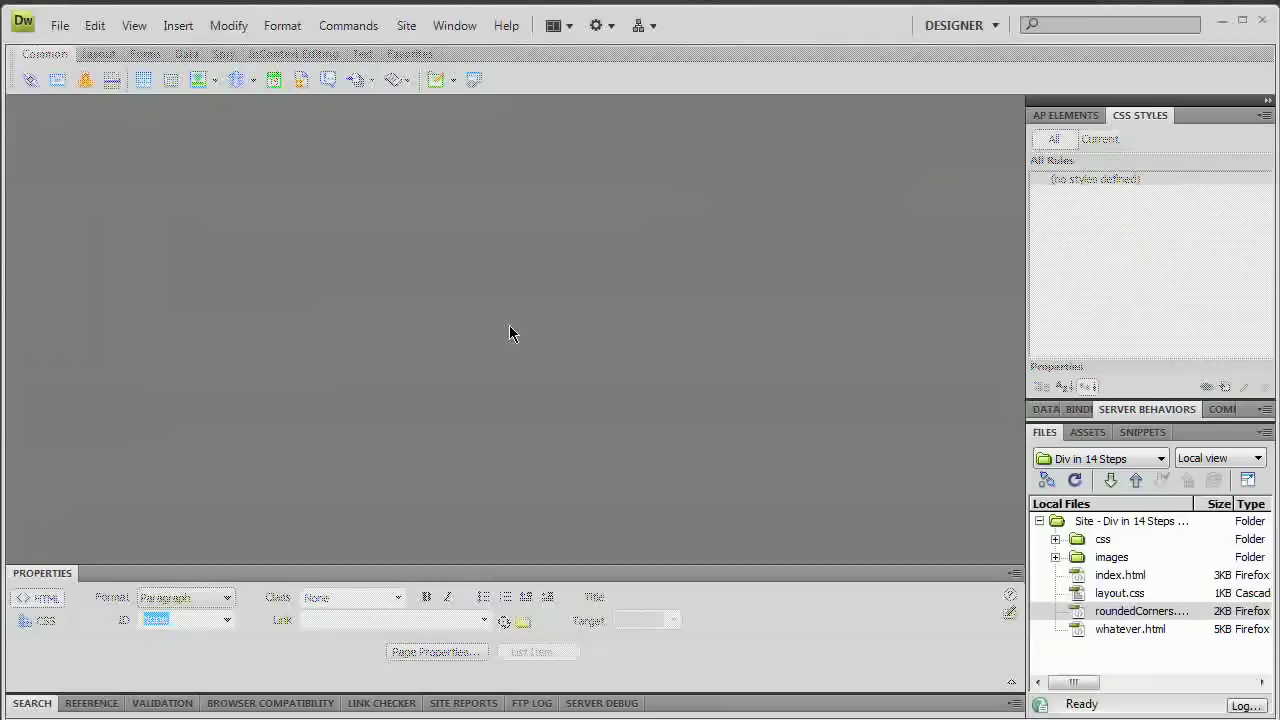 Dw File Edit View Insert Modify Format Commands Site Window Help DESIGNER
Common
AP ELEMENTS CSS STYLES
All Current
All Rules
(no styles defined)
Properties
DATA BINDI SERVER BEHAVIORS COMI
FILES ASSETS SNIPPETS
Div in 14 Steps Local view
Local Files Size Type
Site - Div in 14 Steps ... Folder
css Folder
images Folder
index.html 3KB Firefox
layout.css 1KB Cascad
roundedCorners.... 2KB Firefox
whatever.html 5KB Firefox
Ready Log...
PROPERTIES
<> HTML Format Paragraph Class None B I Title
CSS ID None Link Target
Page Properties... List Item...
SEARCH REFERENCE VALIDATION BROWSER COMPATIBILITY LINK CHECKER SITE REPORTS FTP LOG SERVER DEBUG